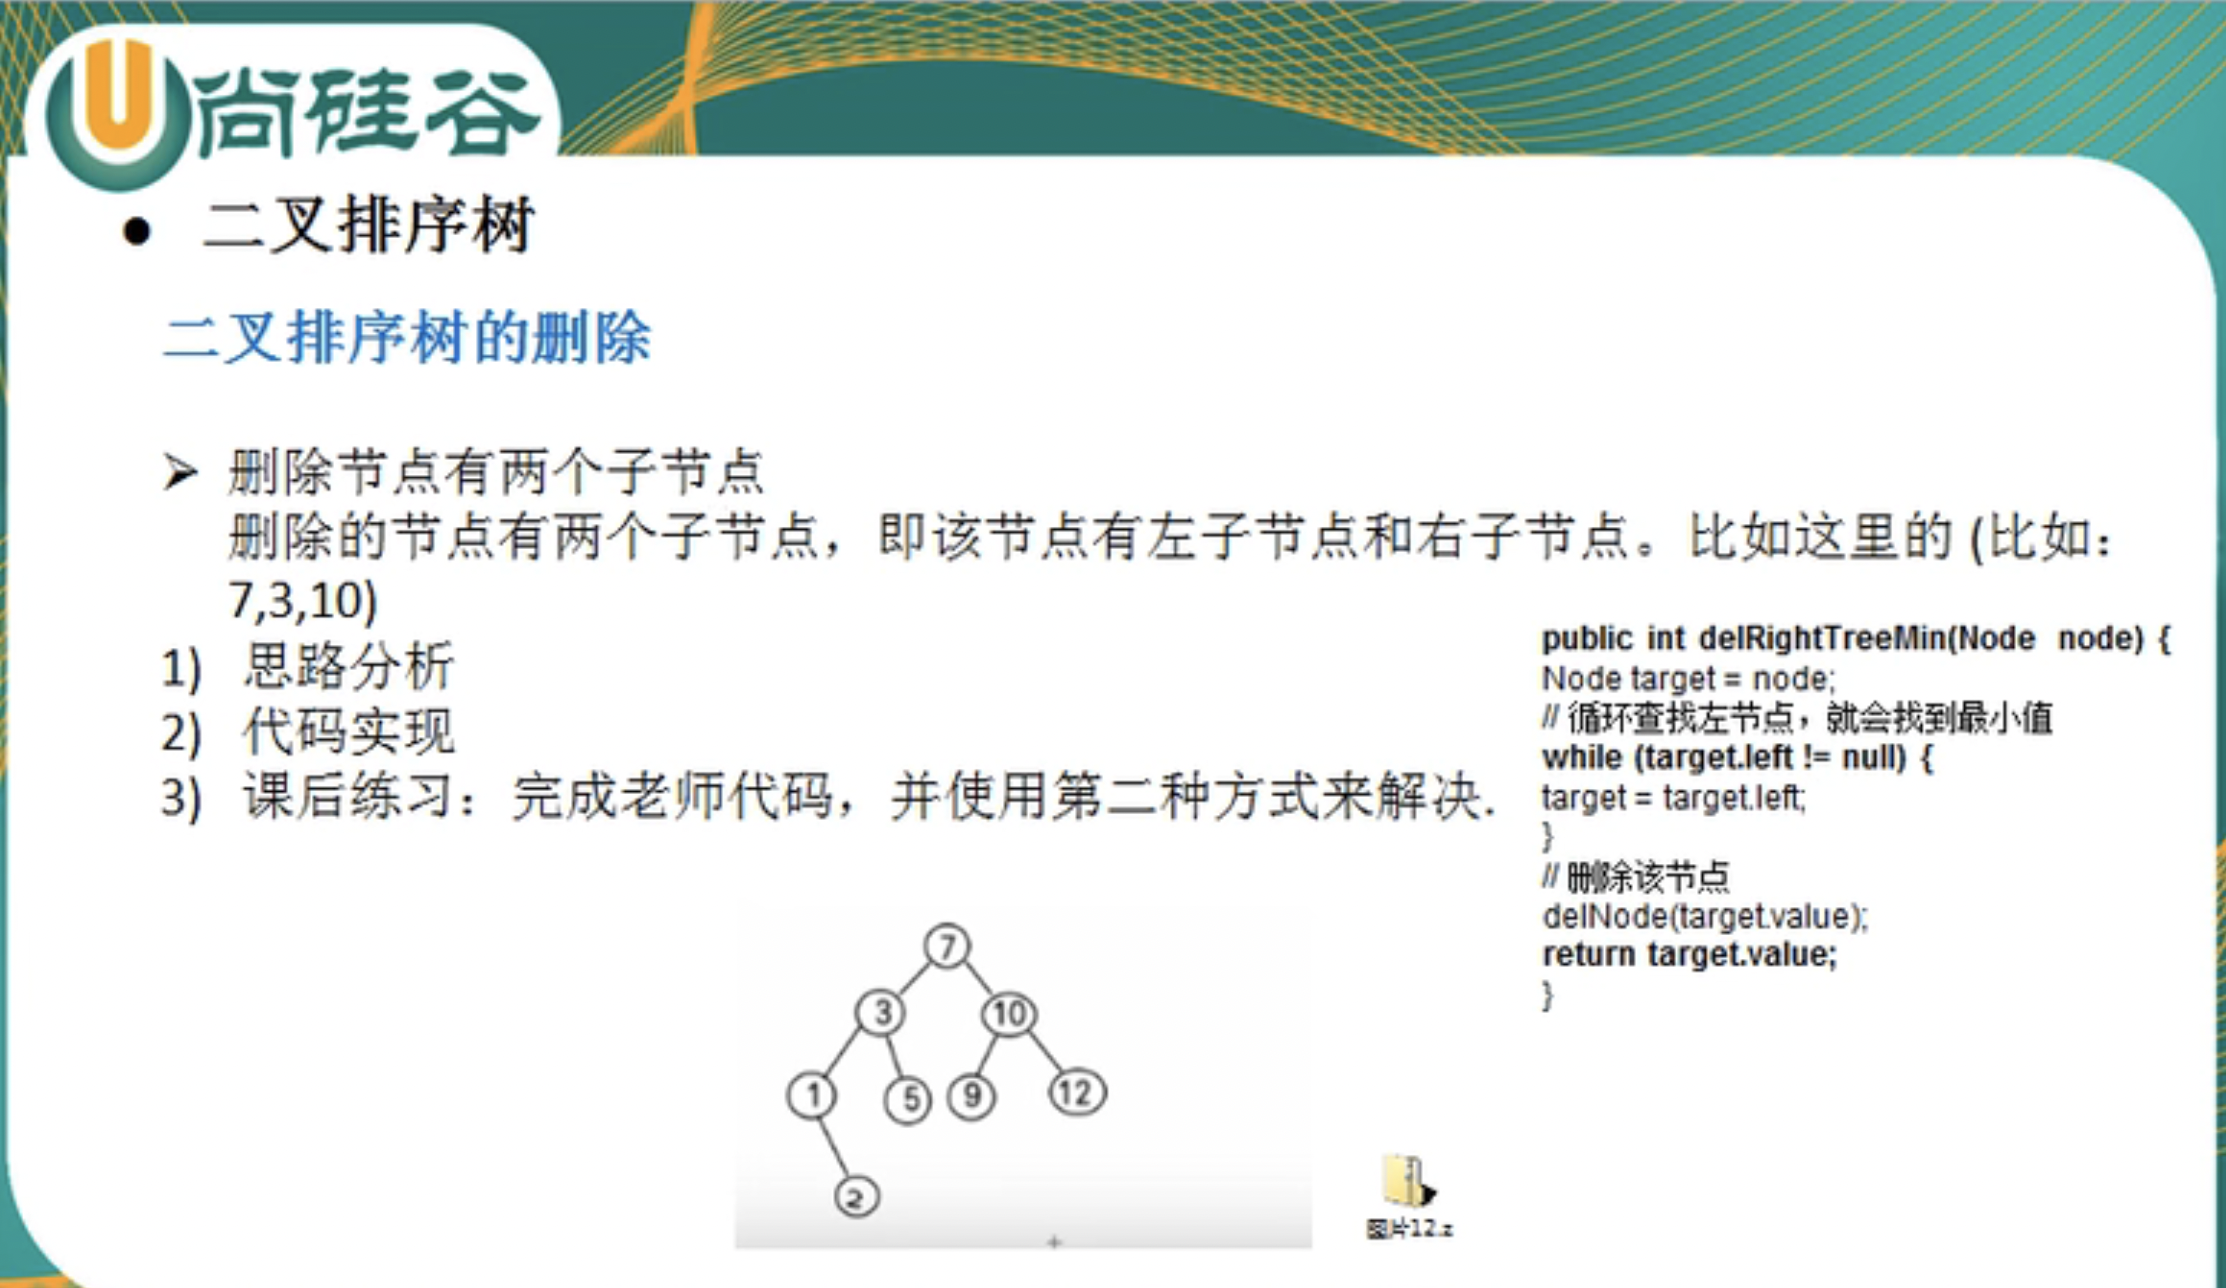 尚硅谷
二叉排序树
二叉排序树的删除
删除节点有两个子节点
删除的节点有两个子节点，即该节点有左子节点和右子节点。比如这里的 (比如：
7,3,10)
1) 思路分析
2) 代码实现
3) 课后练习：完成老师代码，并使用第二种方式来解决.
public int delRightTreeMin(Node node) {
Node target = node;
// 循环查找左节点，就会找到最小值
while (target.left != null) {
target = target.left;
}
// 删除该节点
delNode(target.value);
return target.value;
}
7
3 10
1 5 9 12
2
图片12.z